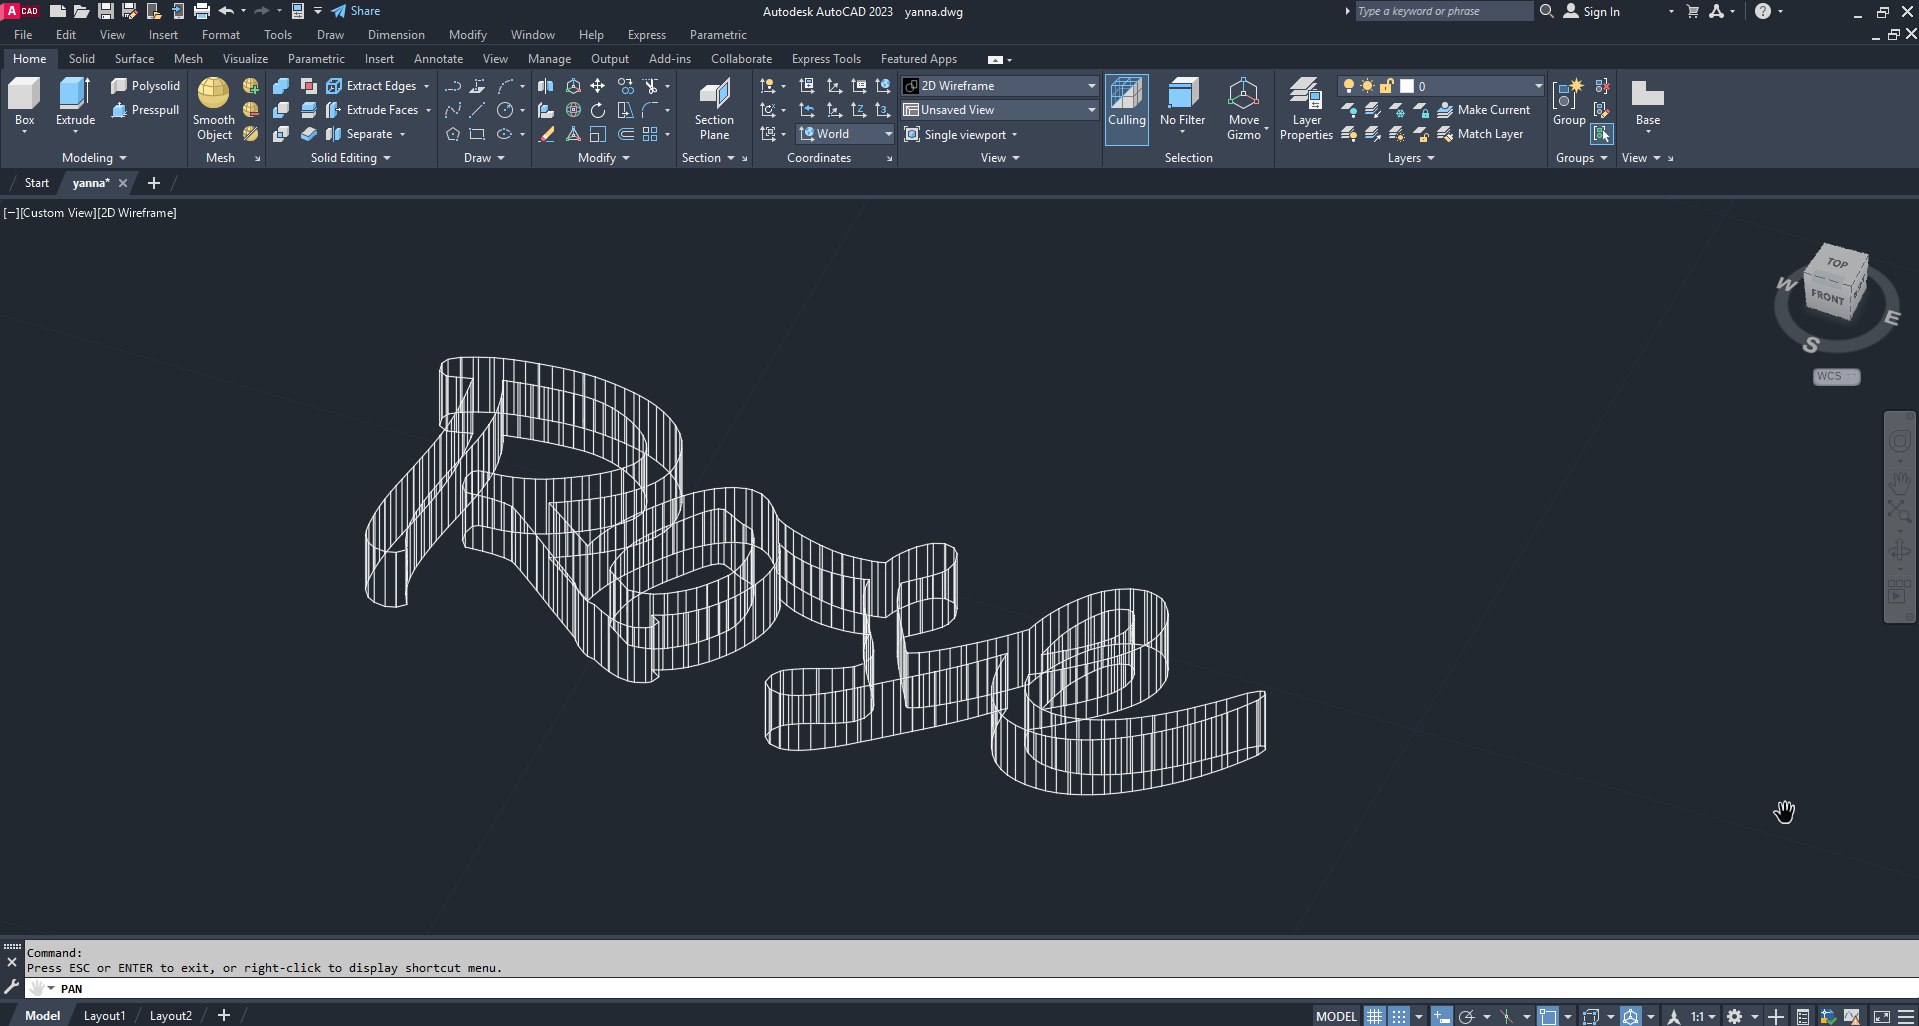 A CAD Share Autodesk AutoCAD 2023 yanna.dwg Type a keyword or phrase Sign In
File Edit View Insert Format Tools Draw Dimension Modify Window Help Express Parametric
Home Solid Surface Mesh Visualize Parametric Insert Annotate View Manage Output Add-ins Collaborate Express Tools Featured Apps
Polysolid Extract Edges 2D Wireframe 0
Presspull Extrude Faces Unsaved View Make Current
Box Extrude Smooth Object Separate Section Plane World Single viewport Culling No Filter Move Gizmo Layer Properties Match Layer Group Base
Modeling Mesh Solid Editing Draw Modify Section Coordinates View Selection Layers Groups View
Start yanna*
[−][Custom View][2D Wireframe]
TOP
W FRONT E
S
WCS
Command:
Press ESC or ENTER to exit, or right-click to display shortcut menu.
PAN
Model Layout1 Layout2 MODEL 1:1